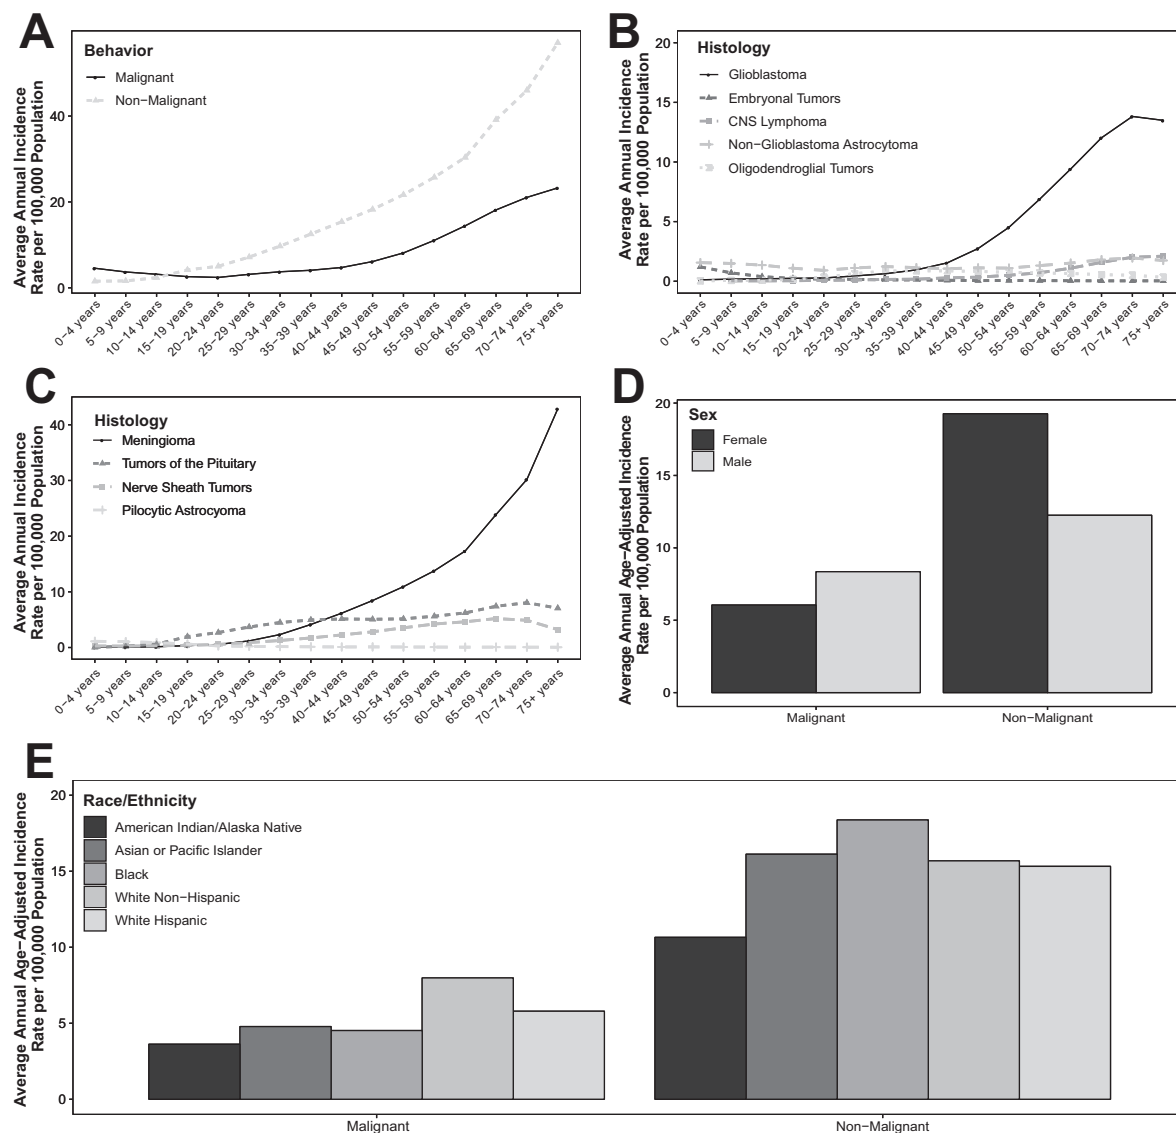 A
Average Annual Incidence
Rate per 100,000 Population
Behavior
Malignant
Non−Malignant
40
20
0
0−4 years
5−9 years
10−14 years
15−19 years
20−24 years
25−29 years
30−34 years
35−39 years
40−44 years
45−49 years
50−54 years
55−59 years
60−64 years
65−69 years
70−74 years
75+ years
B
Average Annual Incidence
Rate per 100,000 Population
Histology
Glioblastoma
Embryonal Tumors
CNS Lymphoma
Non−Glioblastoma Astrocytoma
Oligodendroglial Tumors
20
15
10
5
0
0−4 years
5−9 years
10−14 years
15−19 years
20−24 years
25−29 years
30−34 years
35−39 years
40−44 years
45−49 years
50−54 years
55−59 years
60−64 years
65−69 years
70−74 years
75+ years
C
Average Annual Incidence
Rate per 100,000 Population
Histology
Meningioma
Tumors of the Pituitary
Nerve Sheath Tumors
Pilocytic Astrocyoma
40
30
20
10
0
0−4 years
5−9 years
10−14 years
15−19 years
20−24 years
25−29 years
30−34 years
35−39 years
40−44 years
45−49 years
50−54 years
55−59 years
60−64 years
65−69 years
70−74 years
75+ years
D
Average Annual Age−Adjusted Incidence
Rate per 100,000 Population
Sex
Female
Male
20
15
10
5
0
Malignant
Non−Malignant
E
Average Annual Age−Adjusted Incidence
Rate per 100,000 Population
Race/Ethnicity
American Indian/Alaska Native
Asian or Pacific Islander
Black
White Non−Hispanic
White Hispanic
20
15
10
5
0
Malignant
Non−Malignant